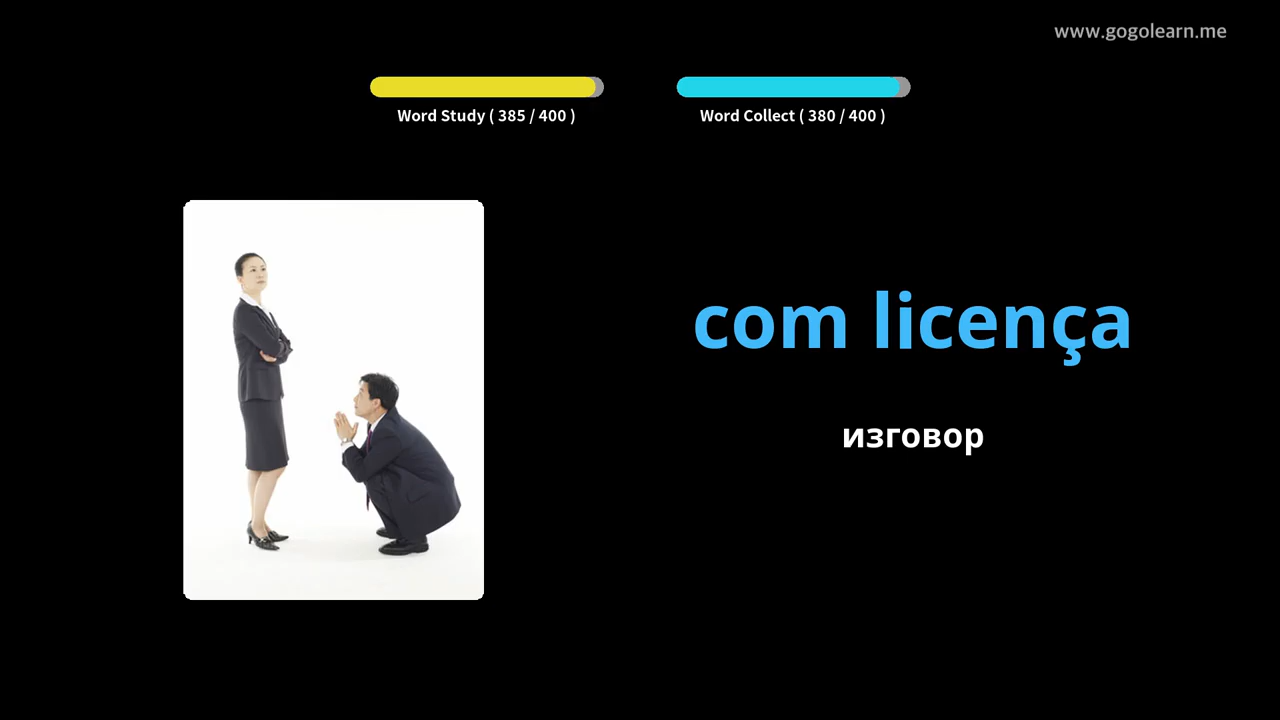 www.gogolearn.me
Word Study ( 385 / 400 )
Word Collect ( 380 / 400 )
com licença
изговор